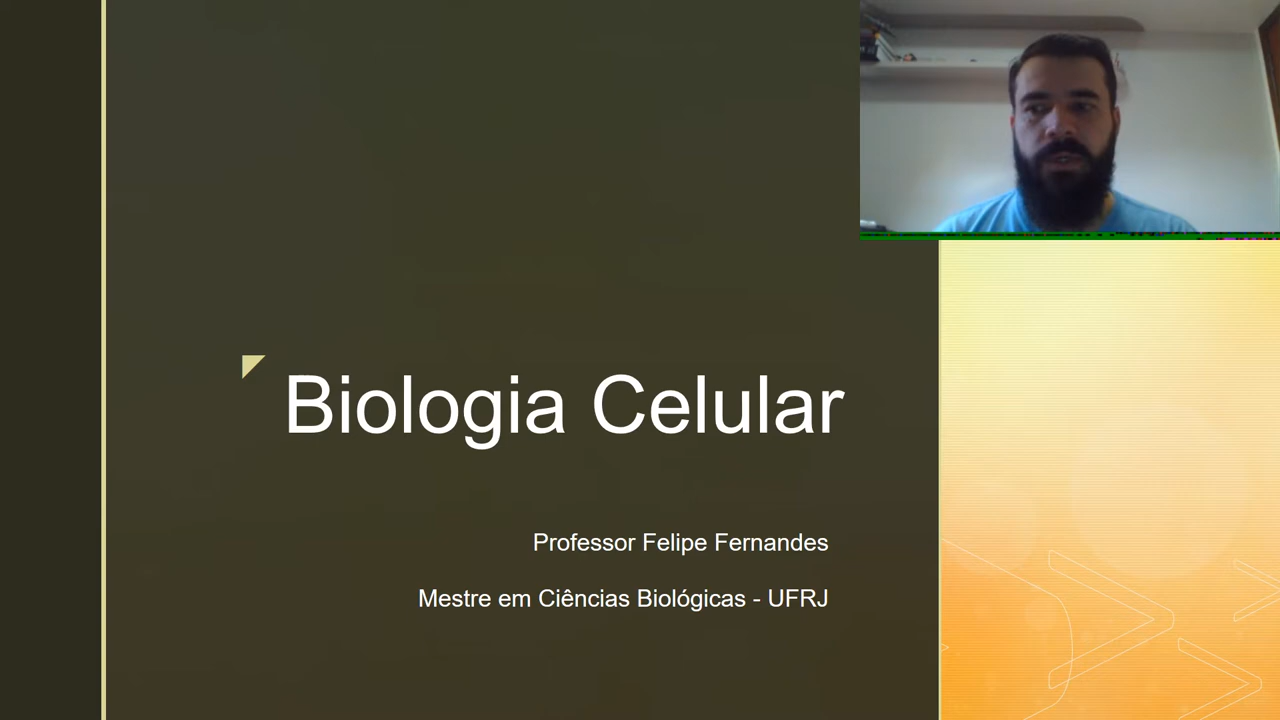 Biologia Celular
Professor Felipe Fernandes
Mestre em Ciências Biológicas - UFRJ